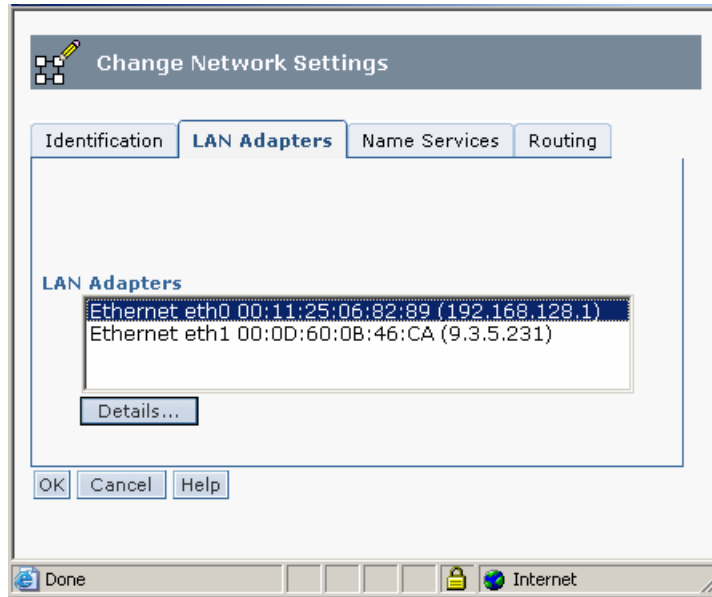 Change Network Settings
Identification LAN Adapters Name Services Routing
LAN Adapters
Ethernet eth0 00:11:25:06:82:89 (192.168.128.1)
Ethernet eth1 00:0D:60:0B:46:CA (9.3.5.231)
Details...
OK Cancel Help
Done Internet